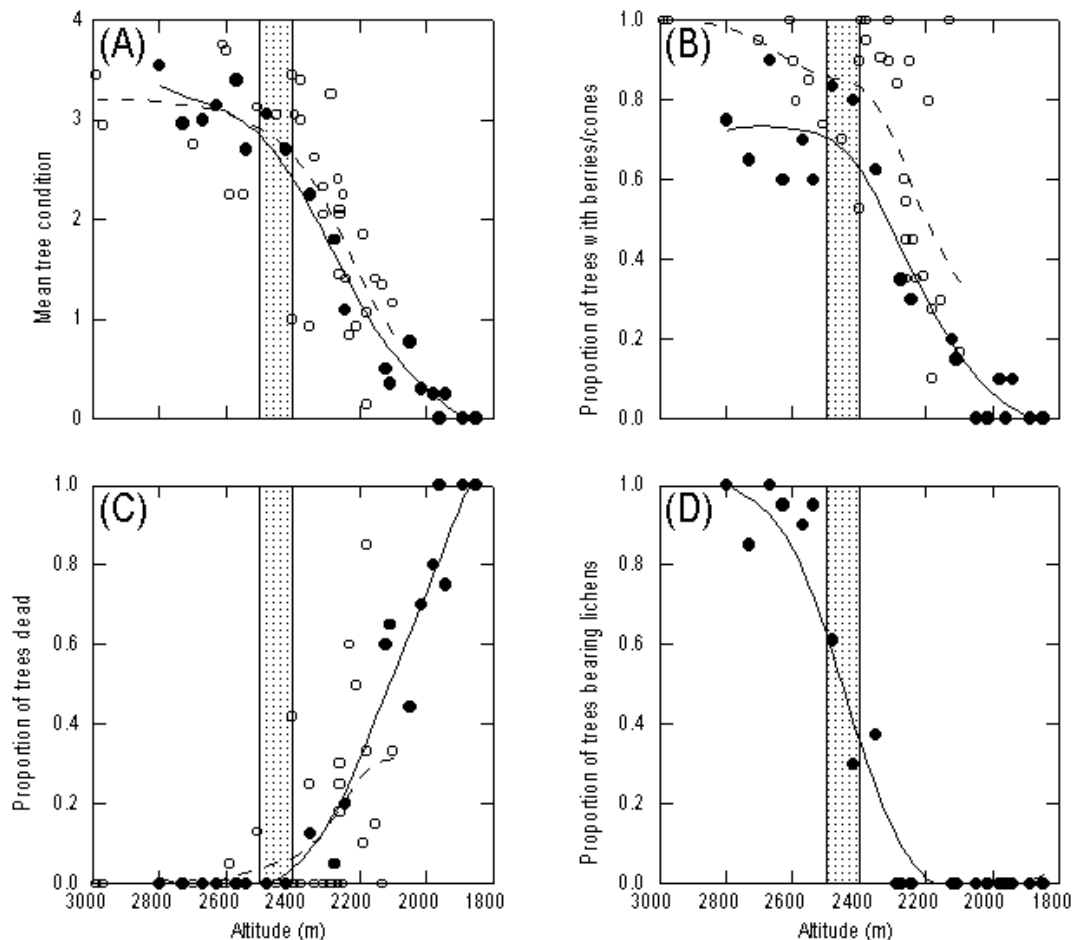 (A)
4
3
2
1
0
Mean tree condition
(B)
1.0
0.8
0.6
0.4
0.2
0.0
Proportion of trees with berries/cones
(C)
1.0
0.8
0.6
0.4
0.2
0.0
Proportion of trees dead
3000 2800 2600 2400 2200 2000 1800
Altitude (m)
(D)
1.0
0.8
0.6
0.4
0.2
0.0
Proportion of trees bearing lichens
3000 2800 2600 2400 2200 2000 1800
Altitude (m)